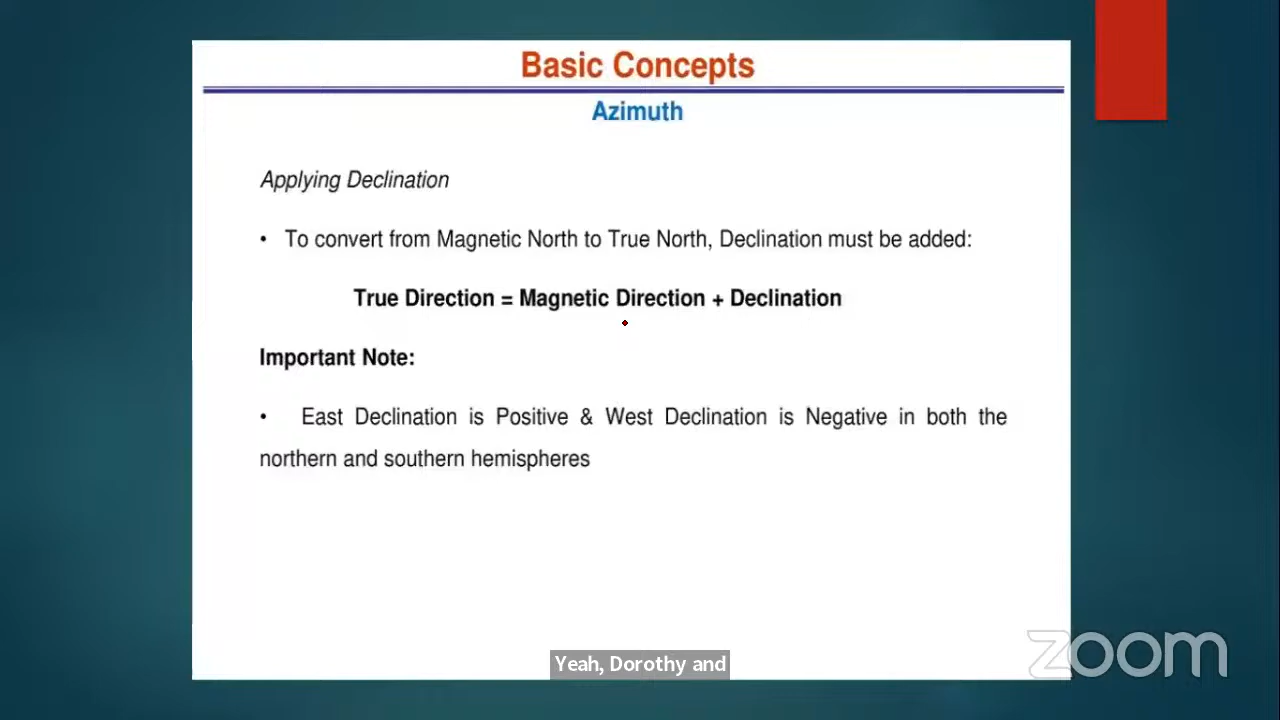 Basic Concepts
Azimuth
Applying Declination
• To convert from Magnetic North to True North, Declination must be added:
True Direction = Magnetic Direction + Declination
Important Note:
• East Declination is Positive & West Declination is Negative in both the
northern and southern hemispheres
zoom
Yeah, Dorothy and